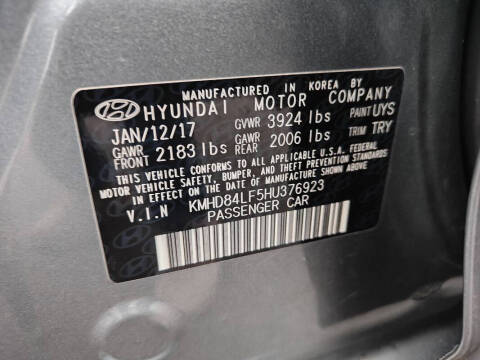 MANUFACTURED IN KOREA BY
HYUNDAI MOTOR COMPANY
JAN/12/17 GVWR 3924 lbs PAINT UYS
GAWR FRONT 2183 lbs GAWR REAR 2006 lbs TRIM TRY
THIS VEHICLE CONFORMS TO ALL APPLICABLE U.S.A. FEDERAL
MOTOR VEHICLE SAFETY, BUMPER, AND THEFT PREVENTION STANDARDS
IN EFFECT ON THE DATE OF MANUFACTURE SHOWN ABOVE.
V.I.N KMHD84LF5HU376923
PASSENGER CAR